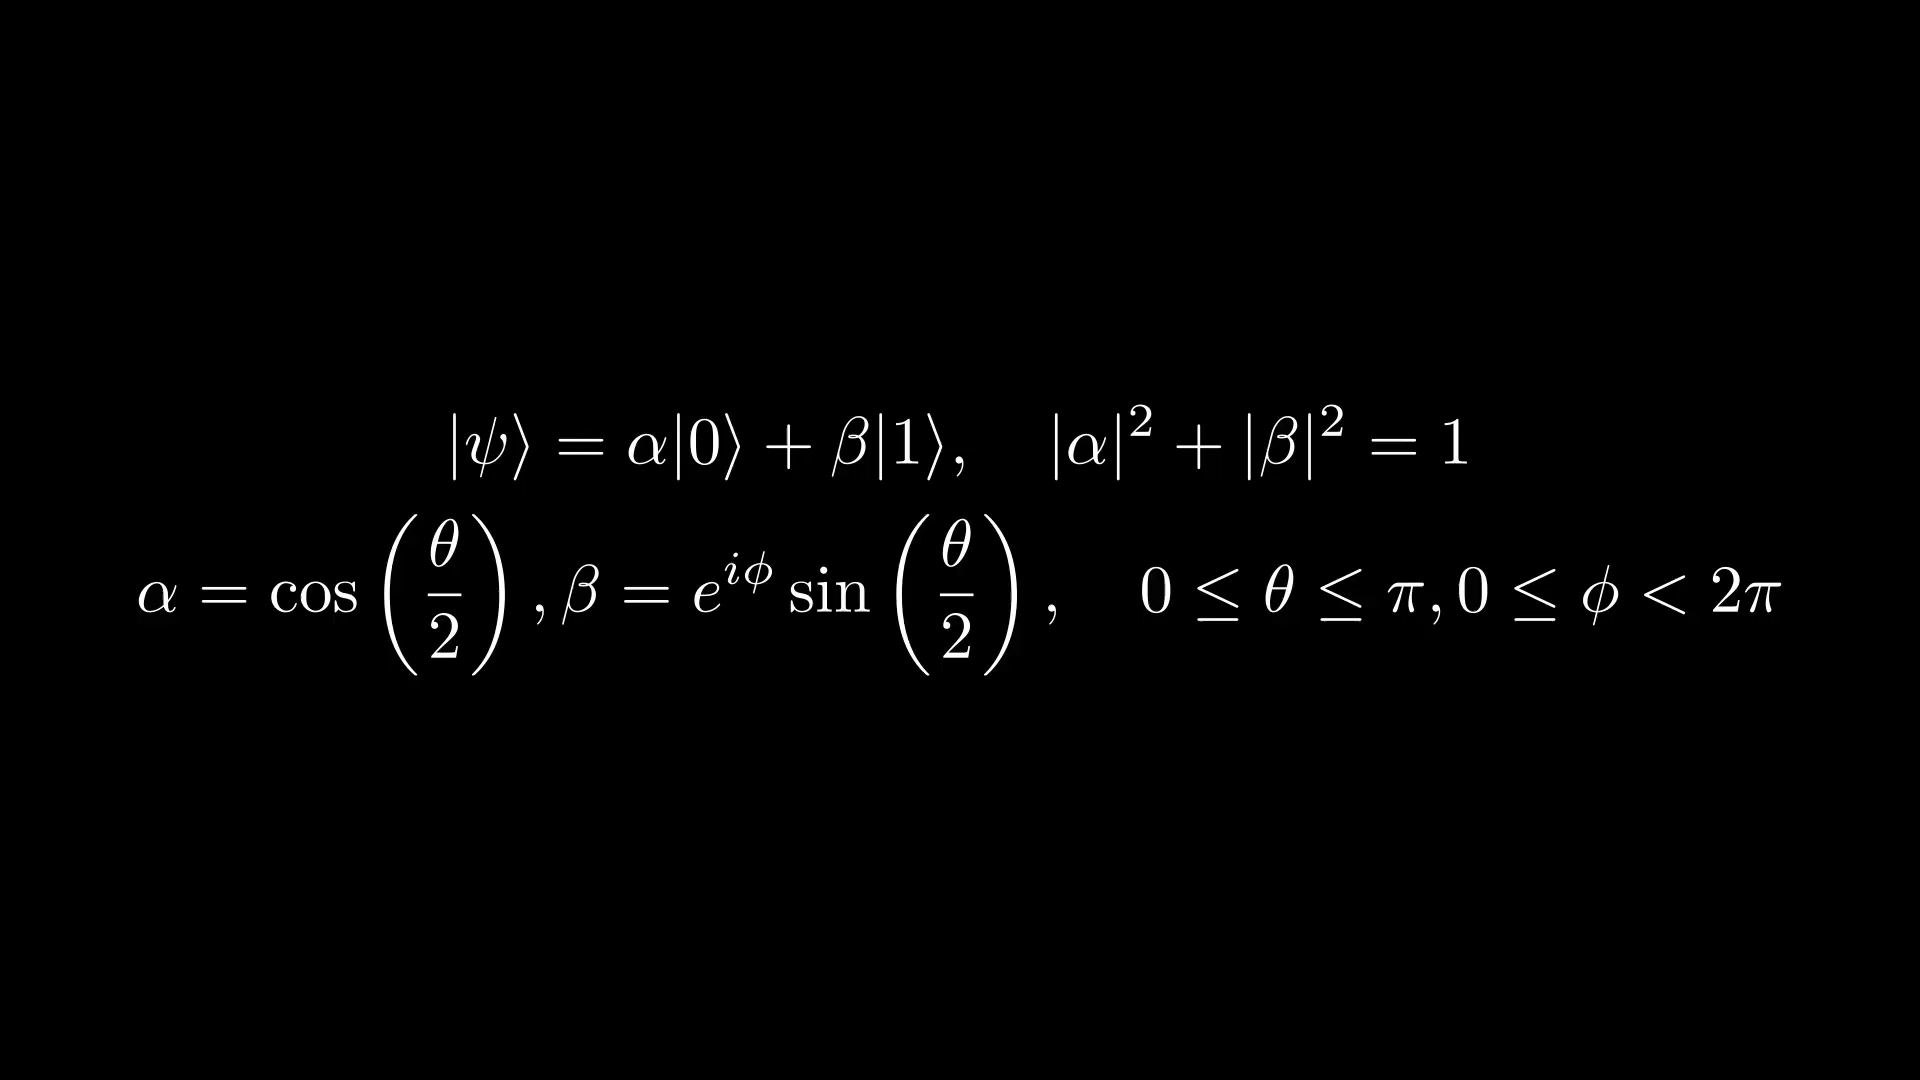 |ψ⟩ = α|0⟩ + β|1⟩, |α|² + |β|² = 1
α = cos(θ/2), β = e^{iϕ} sin(θ/2), 0 ≤ θ ≤ π, 0 ≤ ϕ < 2π